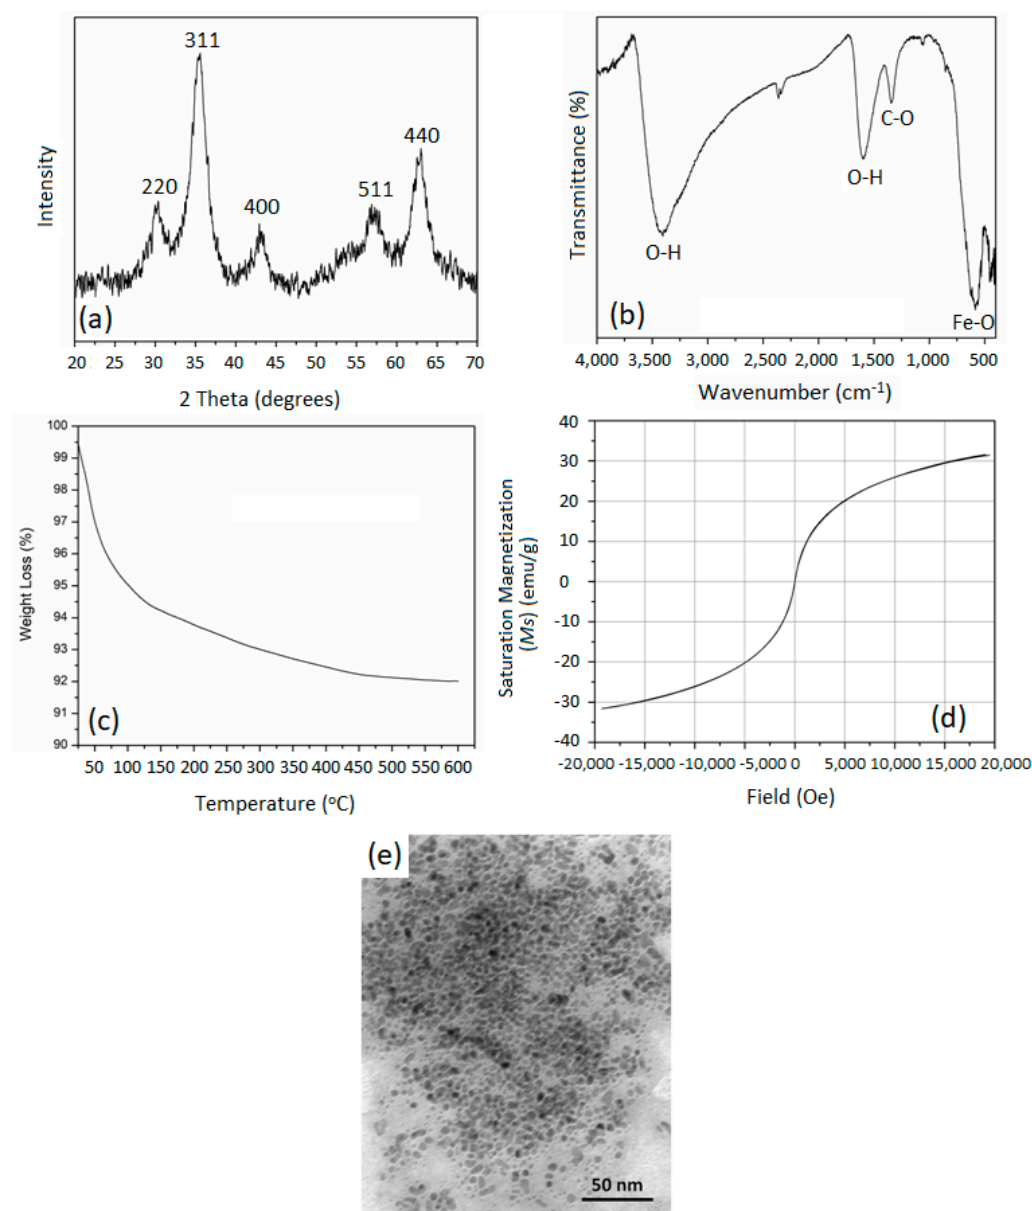 311
440
220
511
400
Intensity
(a)
20 25 30 35 40 45 50 55 60 65 70
2 Theta (degrees)
Transmittance (%)
C-O
O-H
O-H
(b)
Fe-O
4,000 3,500 3,000 2,500 2,000 1,500 1,000 500
Wavenumber (cm⁻¹)
100
99
98
97
96
95
94
93
92
91
90
Weight Loss (%)
(c)
50 100 150 200 250 300 350 400 450 500 550 600
Temperature (°C)
40
30
20
10
0
-10
-20
-30
-40
Saturation Magnetization
(Ms) (emu/g)
(d)
-20,000 -15,000 -10,000 -5,000 0 5,000 10,000 15,000 20,000
Field (Oe)
(e)
50 nm